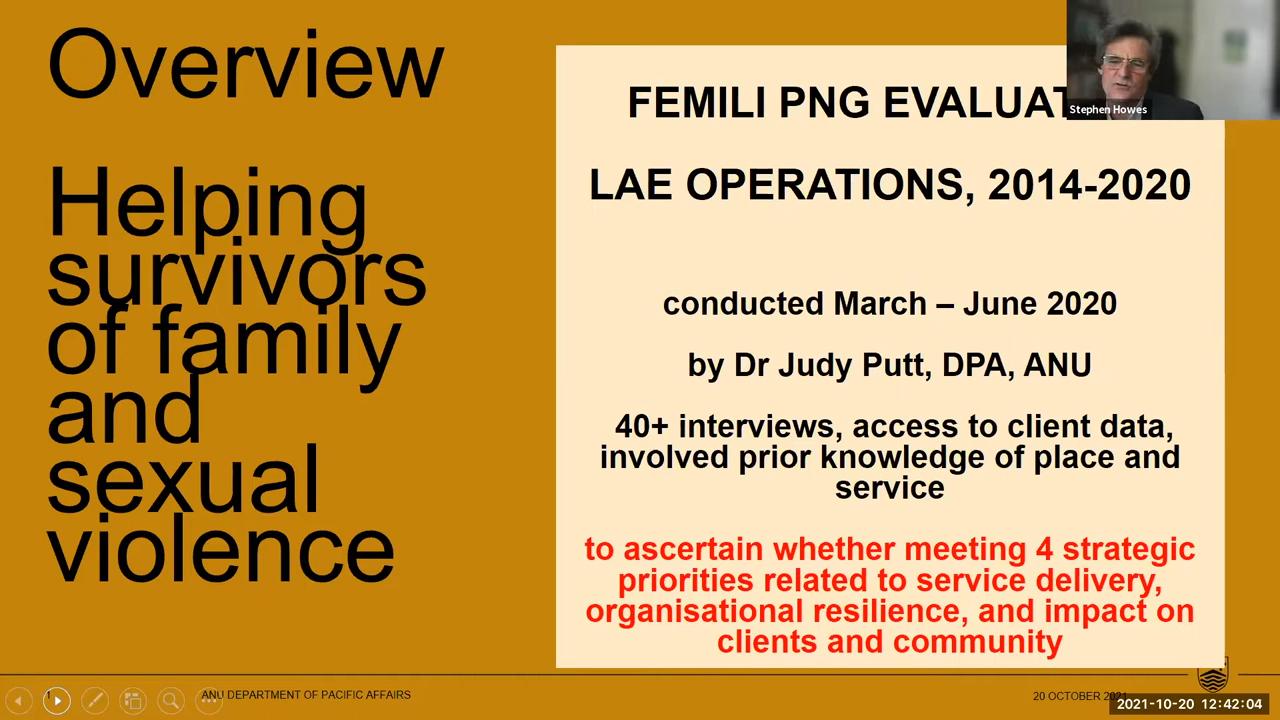 Overview
Helping
survivors
of family
and
sexual
violence
FEMILI PNG EVALUAT
LAE OPERATIONS, 2014-2020
conducted March – June 2020
by Dr Judy Putt, DPA, ANU
40+ interviews, access to client data,
involved prior knowledge of place and
service
to ascertain whether meeting 4 strategic
priorities related to service delivery,
organisational resilience, and impact on
clients and community
Stephen Howes
1
ANU DEPARTMENT OF PACIFIC AFFAIRS
20 OCTOBER 2021
2021-10-20 12:42:04